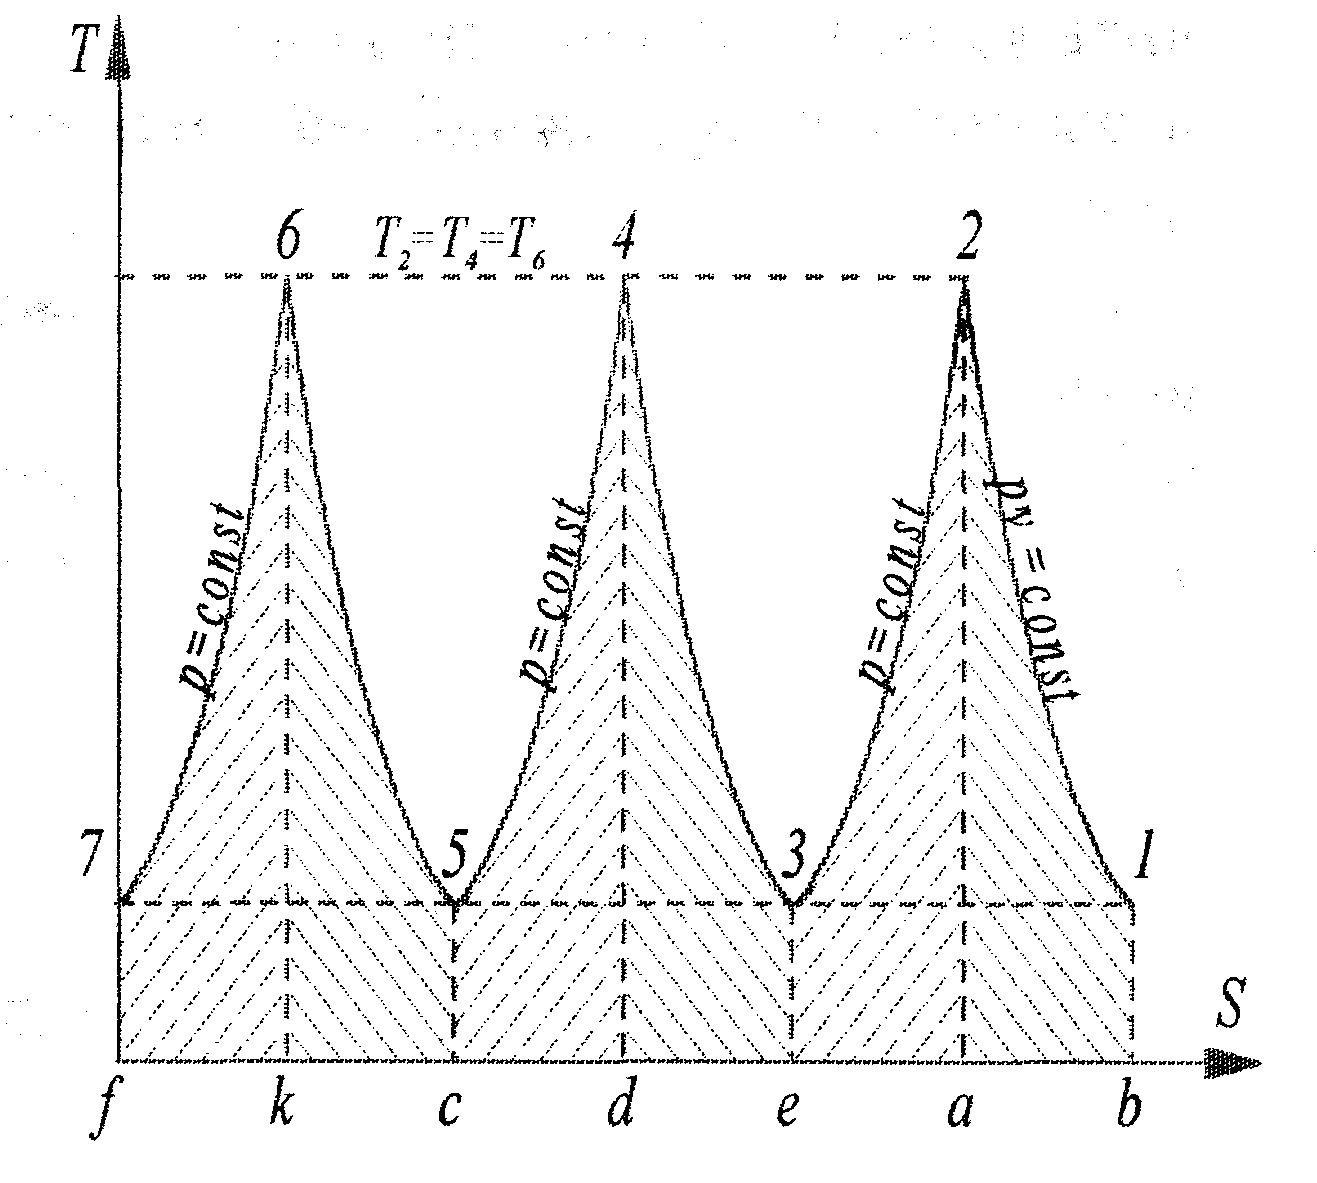 T
6 T₂=T₄=T₆ 4 2
p=const p=const p=const pv=const
7 5 3 1
S
f k c d e a b